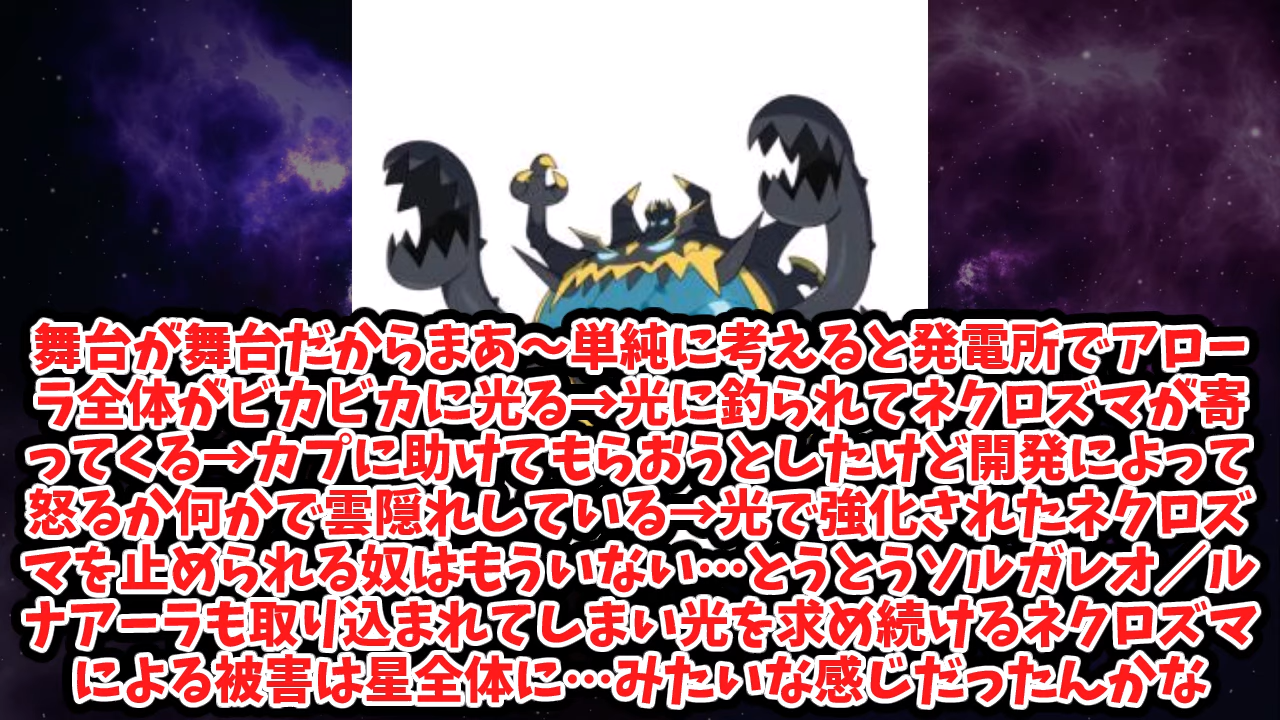 舞台が舞台だからまあ～単純に考えると発電所でアロー
ラ全体がビカビカに光る→光に釣られてネクロズマが寄
ってくる→カプに助けてもらおうとしたけど開発によって
怒るか何かで雲隠れしている→光で強化されたネクロズ
マを止められる奴はもういない…とうとうソルガレオ／ル
ナアーラも取り込まれてしまい光を求め続けるネクロズマ
による被害は星全体に…みたいな感じだったんかな